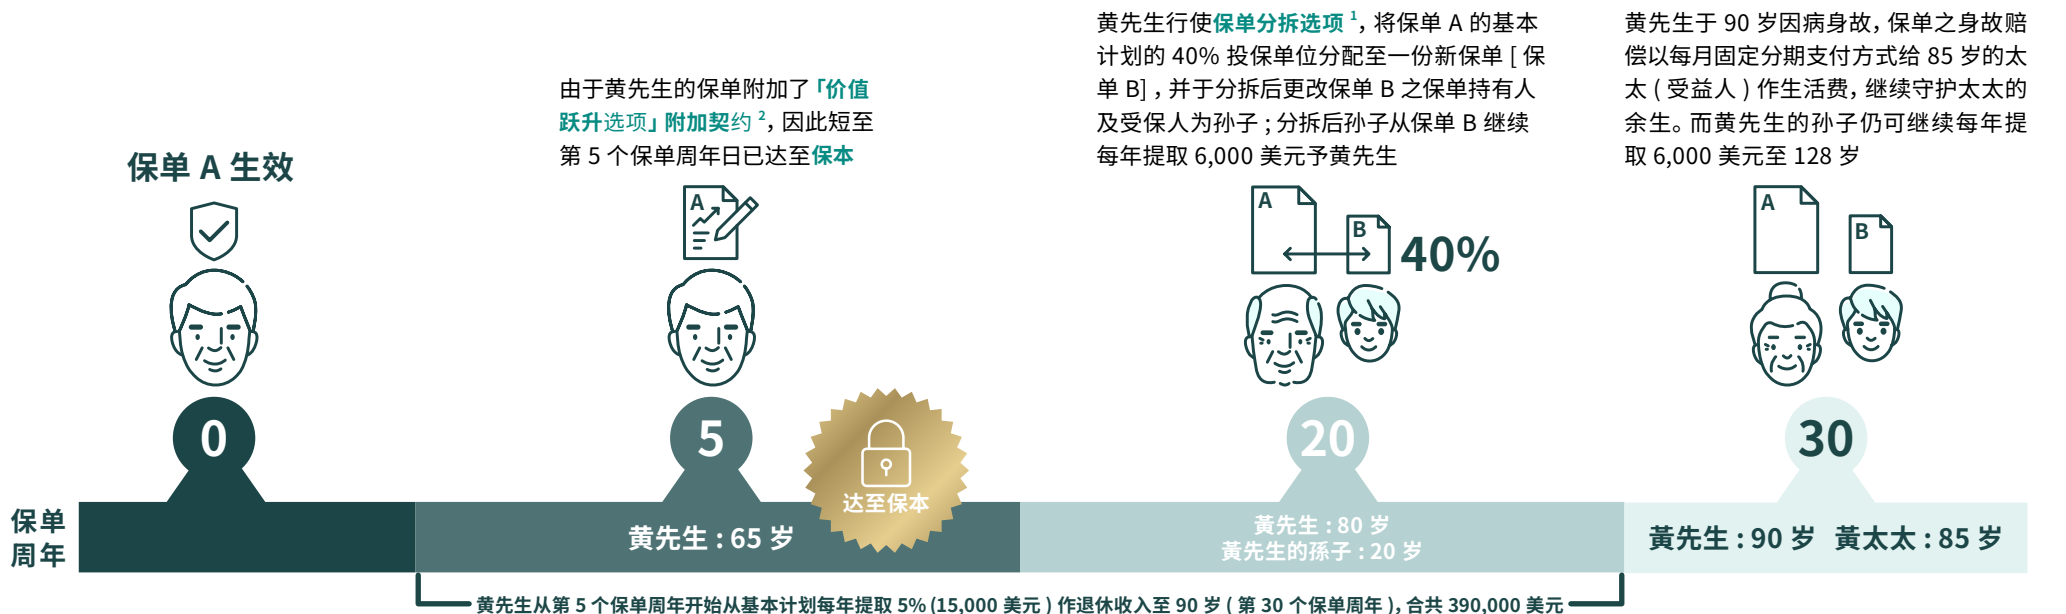 保单 A 生效
由于黄先生的保单附加了「价值
跃升选项」附加契约 2，因此短至
第 5 个保单周年日已达至保本
A
黄先生行使保单分拆选项 1，将保单 A 的基本
计划的 40% 投保单位分配至一份新保单 [ 保
单 B]，并于分拆后更改保单 B 之保单持有人
及受保人为孙子 ; 分拆后孙子从保单 B 继续
每年提取 6,000 美元予黄先生
A
B
40%
黄先生于 90 岁因病身故，保单之身故赔
偿以每月固定分期支付方式给 85 岁的太
太 ( 受益人 ) 作生活费，继续守护太太的
余生。而黄先生的孙子仍可继续每年提
取 6,000 美元至 128 岁
A
B
0
5
20
30
达至保本
保单
周年
黄先生 : 65 岁
黃先生 : 80 岁
黃先生的孫子 : 20 岁
黃先生 : 90 岁 黃太太 : 85 岁
黄先生从第 5 个保单周年开始从基本计划每年提取 5% (15,000 美元 ) 作退休收入至 90 岁 ( 第 30 个保单周年 )，合共 390,000 美元